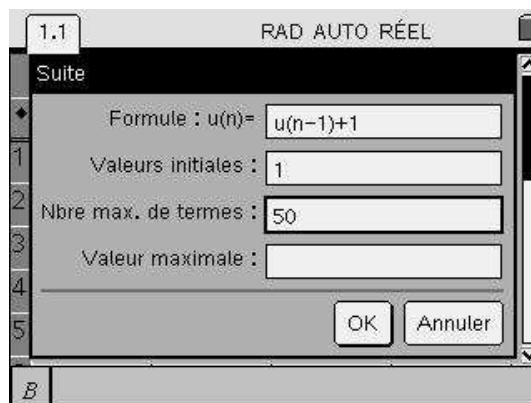 1.1 RAD AUTO RÉEL
Suite
Formule : u(n)= u(n-1)+1
Valeurs initiales : 1
Nbre max. de termes : 50
Valeur maximale :
OK Annuler
1
2
3
4
5
B